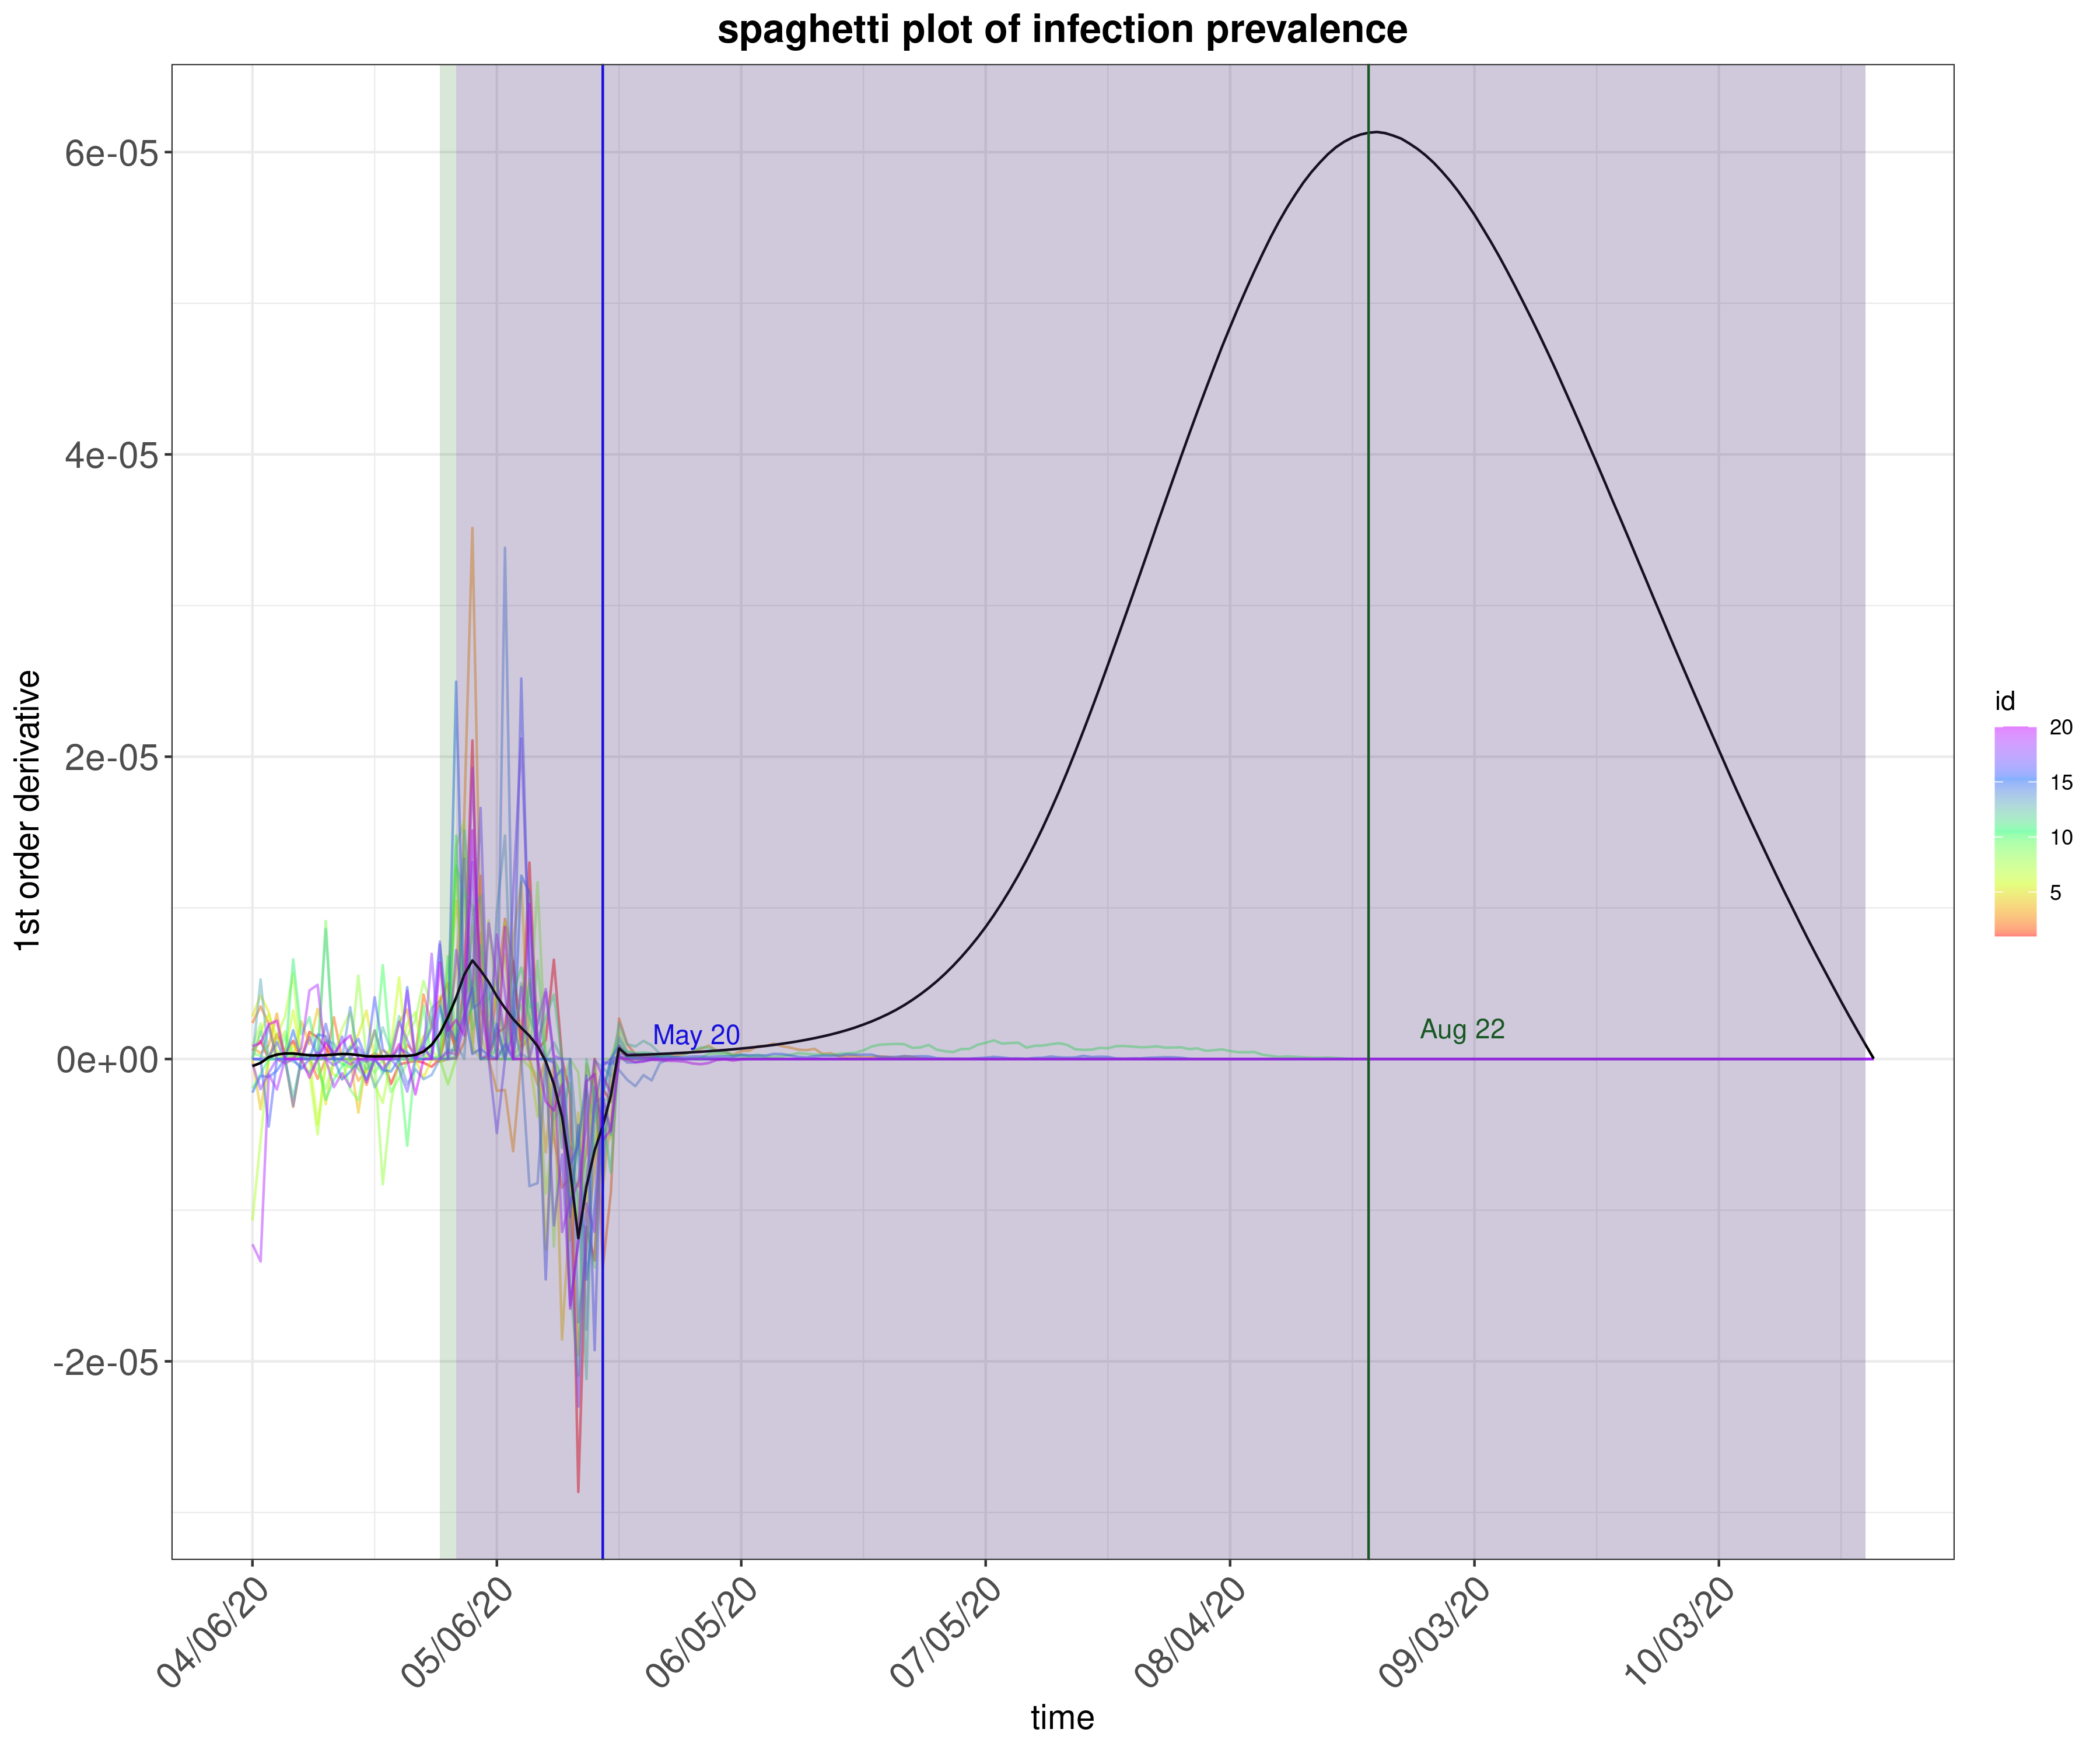 spaghetti plot of infection prevalence
1st order derivative
6e-05
4e-05
2e-05
0e+00
-2e-05
May 20
Aug 22
id
20
15
10
5
04/06/20
05/06/20
06/05/20
07/05/20
08/04/20
09/03/20
10/03/20
time